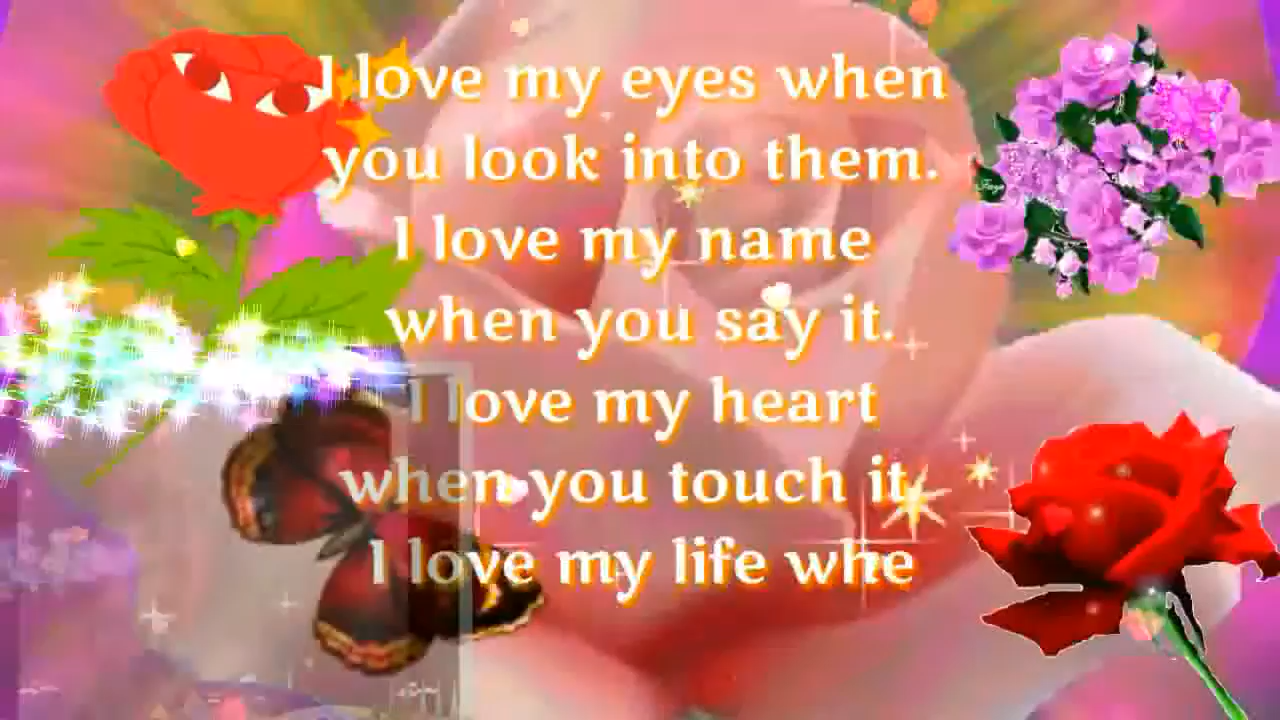 I love my eyes when
you look into them.
I love my name
when you say it.
I love my heart
when you touch it
I love my life whe